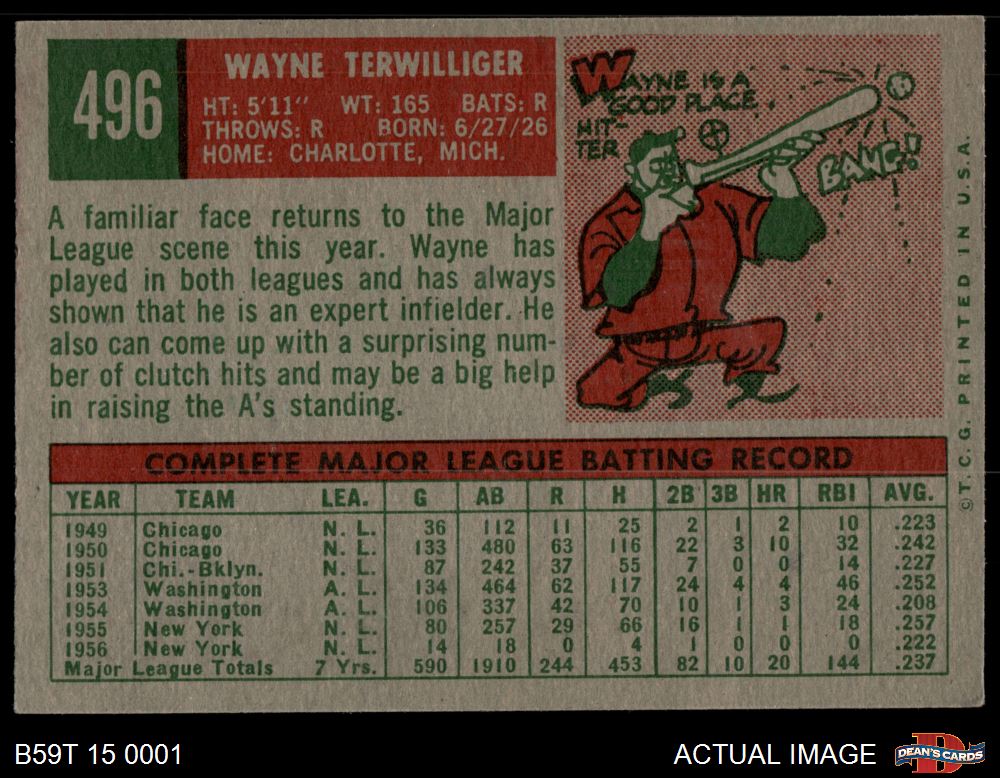 496
WAYNE TERWILLIGER
HT: 5'11" WT: 165 BATS: R
THROWS: R BORN: 6/27/26
HOME: CHARLOTTE, MICH.
WAYNE IS A
GOOD PLACE
HIT-
TER
BANG!
A familiar face returns to the Major
League scene this year. Wayne has
played in both leagues and has always
shown that he is an expert infielder. He
also can come up with a surprising num-
ber of clutch hits and may be a big help
in raising the A's standing.
© T. C. G. PRINTED IN U.S.A.
COMPLETE MAJOR LEAGUE BATTING RECORD
YEAR TEAM LEA. G AB R H 2B 3B HR RBI AVG.
1949 Chicago N. L. 36 112 11 25 2 1 2 10 .223
1950 Chicago N. L. 133 480 63 116 22 3 10 32 .242
1951 Chi.-Bklyn. N. L. 87 242 37 55 7 0 0 14 .227
1953 Washington A. L. 134 464 62 117 24 4 4 46 .252
1954 Washington A. L. 106 337 42 70 10 1 3 24 .208
1955 New York N. L. 80 257 29 66 16 1 1 18 .257
1956 New York N. L. 14 18 0 4 1 0 0 0 .222
Major League Totals 7 Yrs. 590 1910 244 453 82 10 20 144 .237
B59T 15 0001
ACTUAL IMAGE
DEAN'S CARDS